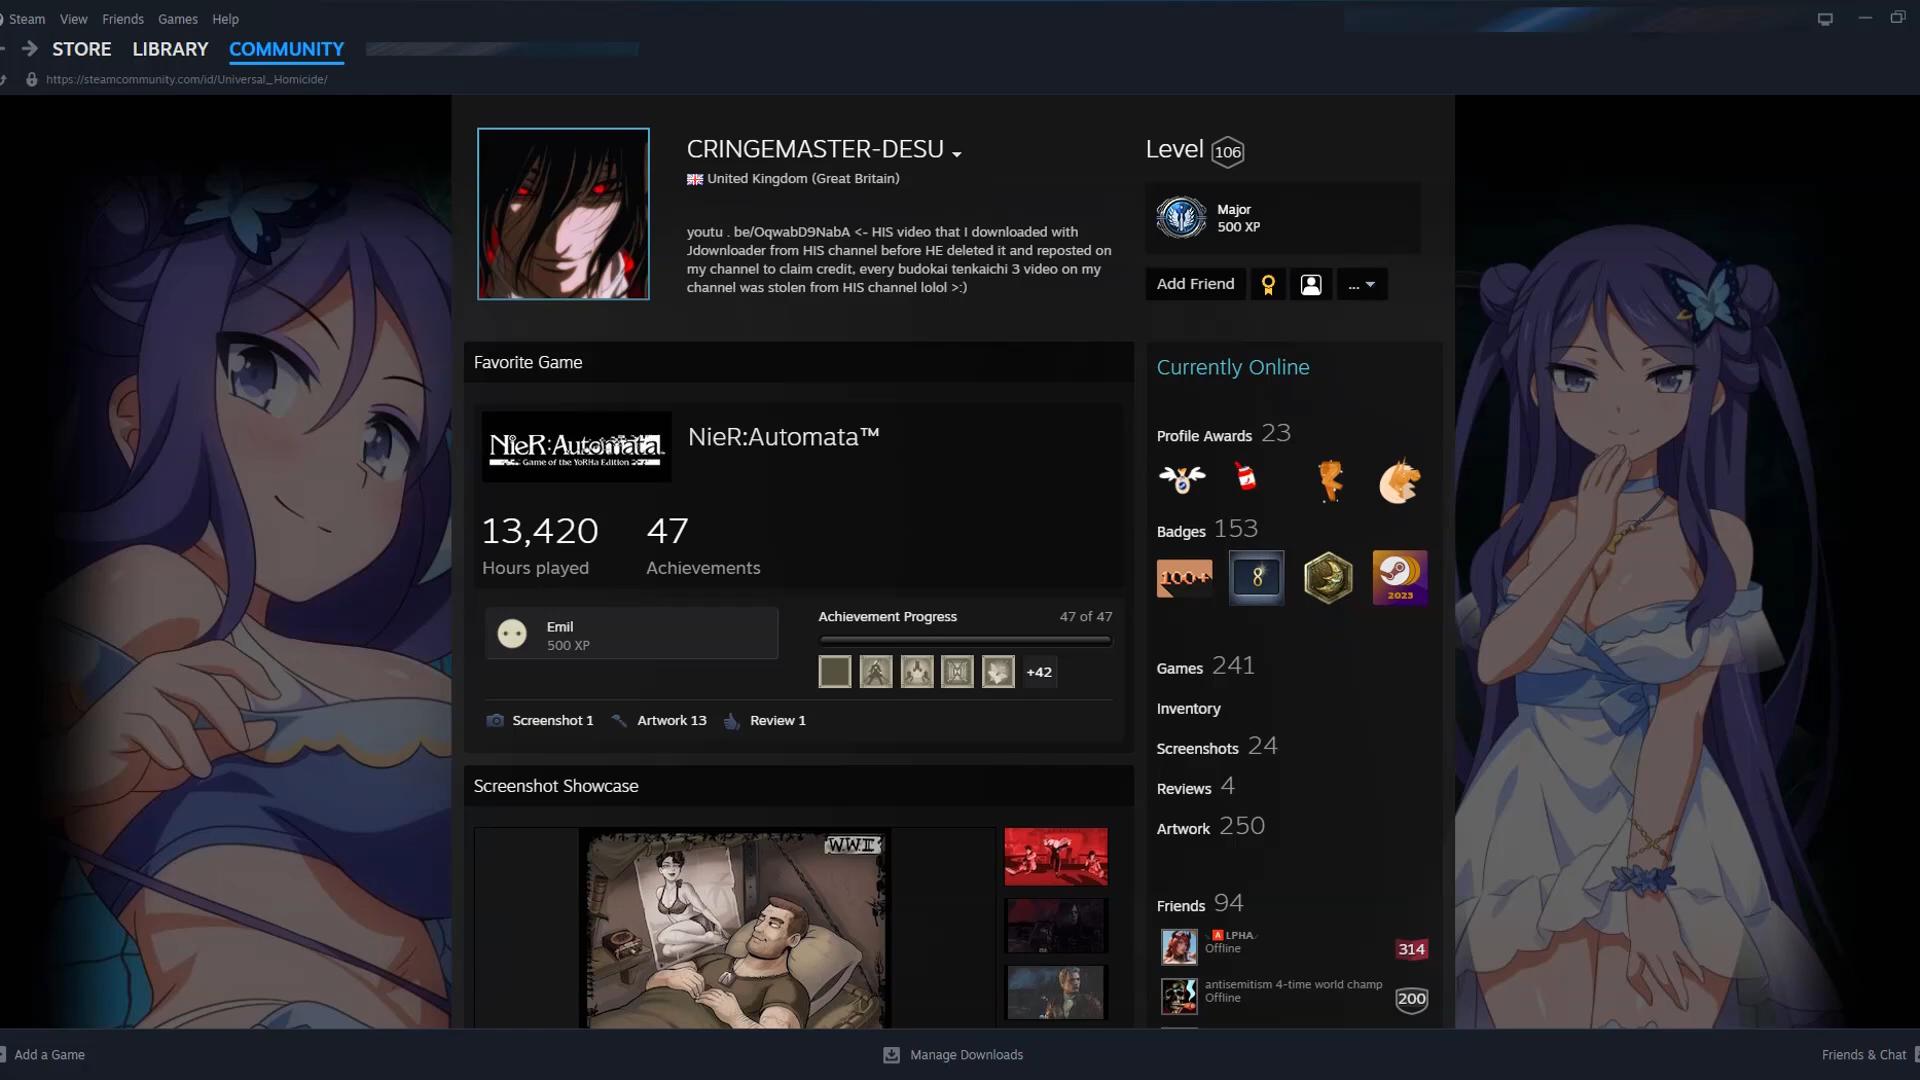 Steam View Friends Games Help
STORE LIBRARY COMMUNITY
https://steamcommunity.com/id/Universal_Homicide/
CRINGEMASTER-DESU
United Kingdom (Great Britain)
youtu . be/OqwabD9NabA <- HIS video that I downloaded with
Jdownloader from HIS channel before HE deleted it and reposted on
my channel to claim credit, every budokai tenkaichi 3 video on my
channel was stolen from HIS channel lolol >:)
Level 106
Major
500 XP
Add Friend
...
Favorite Game
NieR:Automata
Game of the YoRHa Edition
NieR:Automata™
13,420
Hours played
47
Achievements
Emil
500 XP
Achievement Progress 47 of 47
+42
Screenshot 1 Artwork 13 Review 1
Screenshot Showcase
WWII
Currently Online
Profile Awards 23
Badges 153
100+
8
2023
Games 241
Inventory
Screenshots 24
Reviews 4
Artwork 250
Friends 94
ALPHA
Offline
314
antisemitism 4-time world champ
Offline
200
Add a Game
Manage Downloads
Friends & Chat